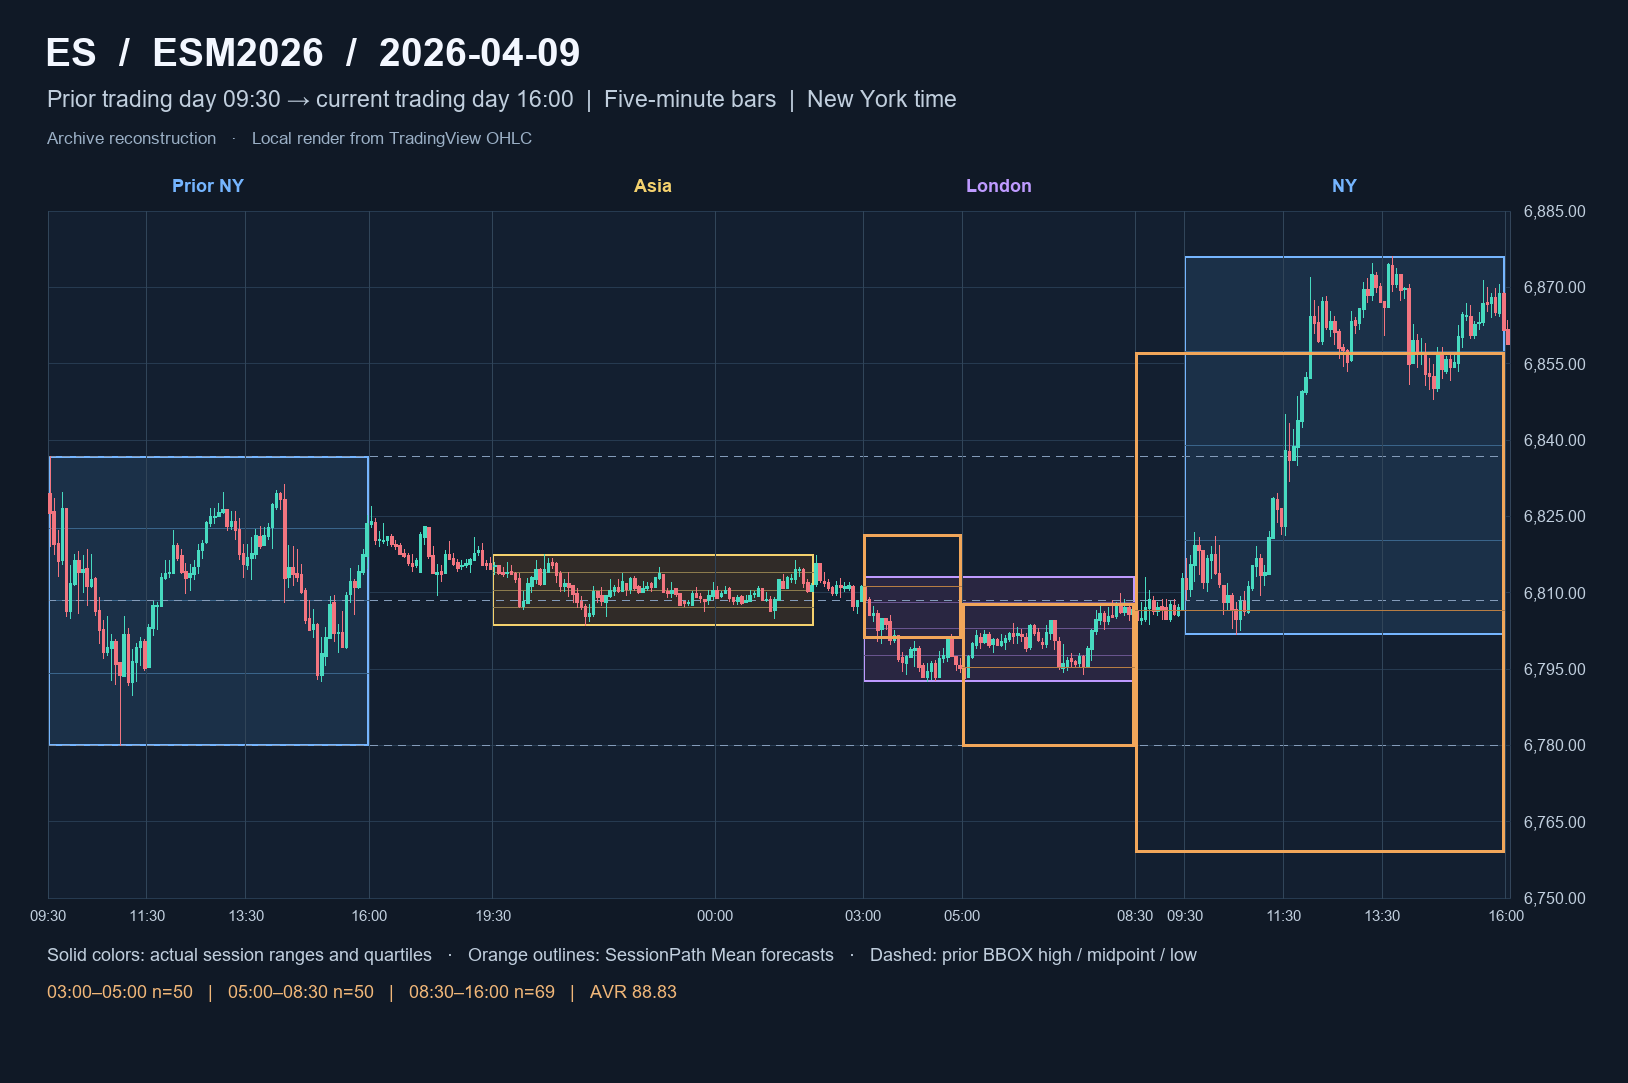 ES / ESM2026 / 2026-04-09
Prior trading day 09:30 → current trading day 16:00 | Five-minute bars | New York time
Archive reconstruction · Local render from TradingView OHLC
Prior NY Asia London NY
6,885.00
6,870.00
6,855.00
6,840.00
6,825.00
6,810.00
6,795.00
6,780.00
6,765.00
6,750.00
09:30 11:30 13:30 16:00 19:30 00:00 03:00 05:00 08:30 09:30 11:30 13:30 16:00
Solid colors: actual session ranges and quartiles · Orange outlines: SessionPath Mean forecasts · Dashed: prior BBOX high / midpoint / low
03:00–05:00 n=50 | 05:00–08:30 n=50 | 08:30–16:00 n=69 | AVR 88.83